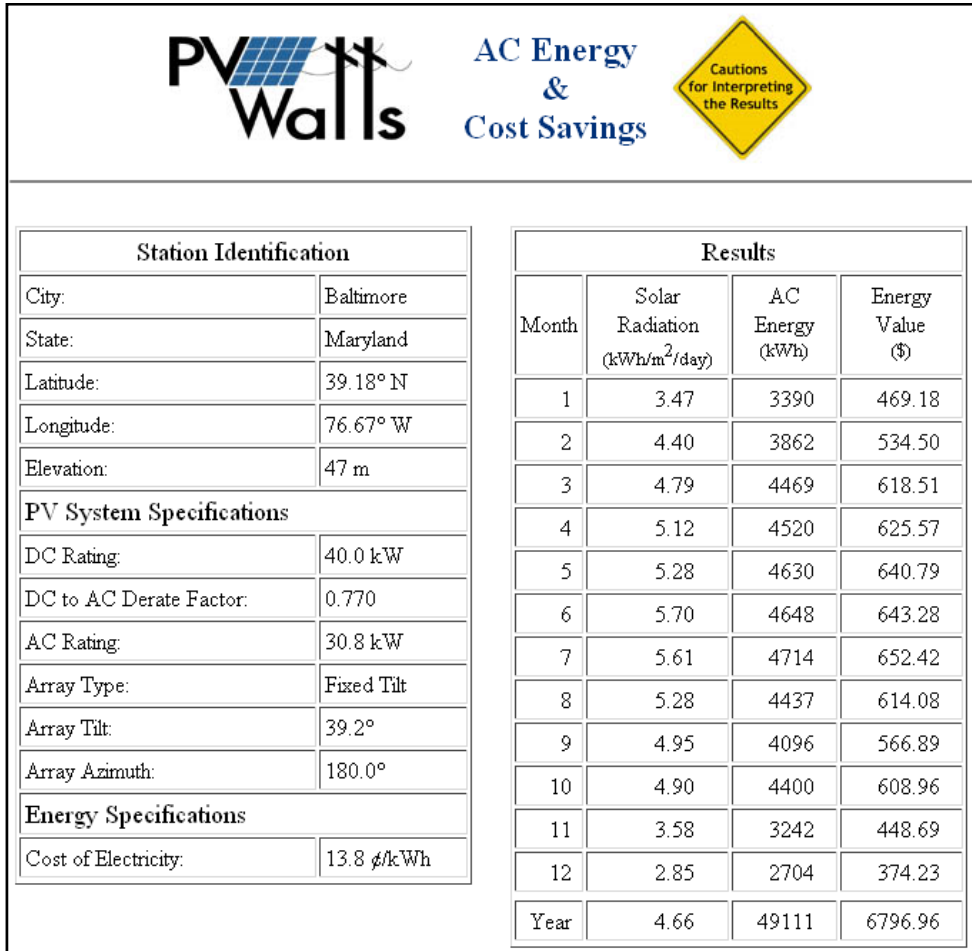 PVWatts
AC Energy
&
Cost Savings
Cautions
for Interpreting
the Results
Station Identification
City: Baltimore
State: Maryland
Latitude: 39.18° N
Longitude: 76.67° W
Elevation: 47 m
PV System Specifications
DC Rating: 40.0 kW
DC to AC Derate Factor: 0.770
AC Rating: 30.8 kW
Array Type: Fixed Tilt
Array Tilt: 39.2°
Array Azimuth: 180.0°
Energy Specifications
Cost of Electricity: 13.8 ¢/kWh
Results
Month Solar Radiation (kWh/m²/day) AC Energy (kWh) Energy Value ($)
1 3.47 3390 469.18
2 4.40 3862 534.50
3 4.79 4469 618.51
4 5.12 4520 625.57
5 5.28 4630 640.79
6 5.70 4648 643.28
7 5.61 4714 652.42
8 5.28 4437 614.08
9 4.95 4096 566.89
10 4.90 4400 608.96
11 3.58 3242 448.69
12 2.85 2704 374.23
Year 4.66 49111 6796.96